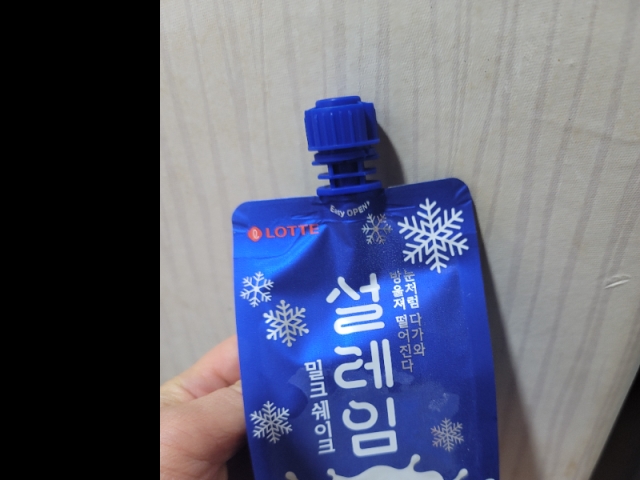 Easy OPEN!
LOTTE
눈처럼 다가와
방울져 떨어진다
설레임
밀크쉐이크